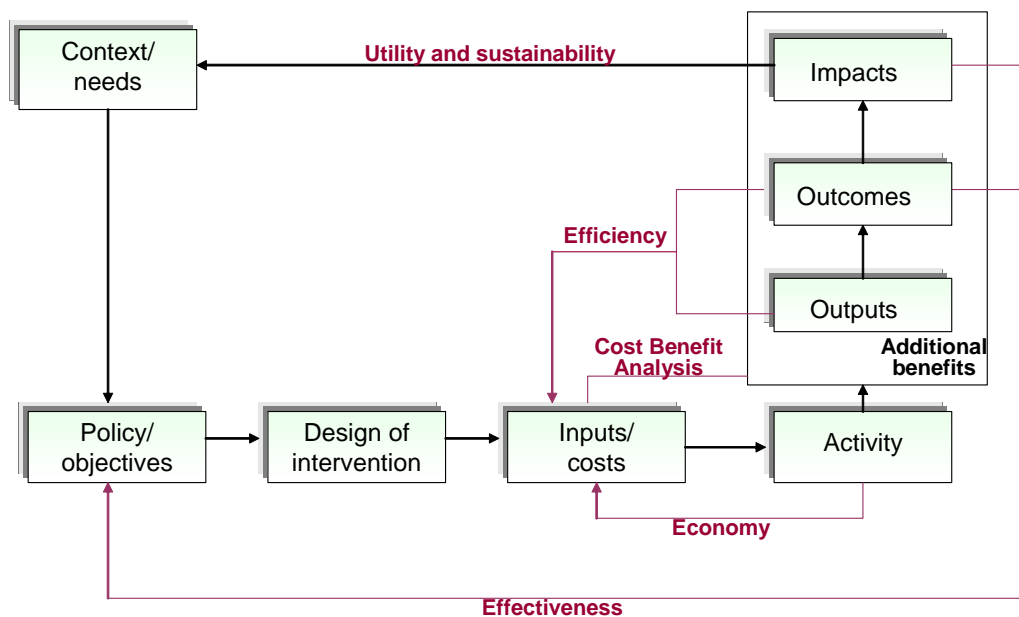 Context/
needs
Utility and sustainability
Impacts
Outcomes
Efficiency
Outputs
Cost Benefit
Analysis
Additional
benefits
Policy/
objectives
Design of
intervention
Inputs/
costs
Activity
Economy
Effectiveness